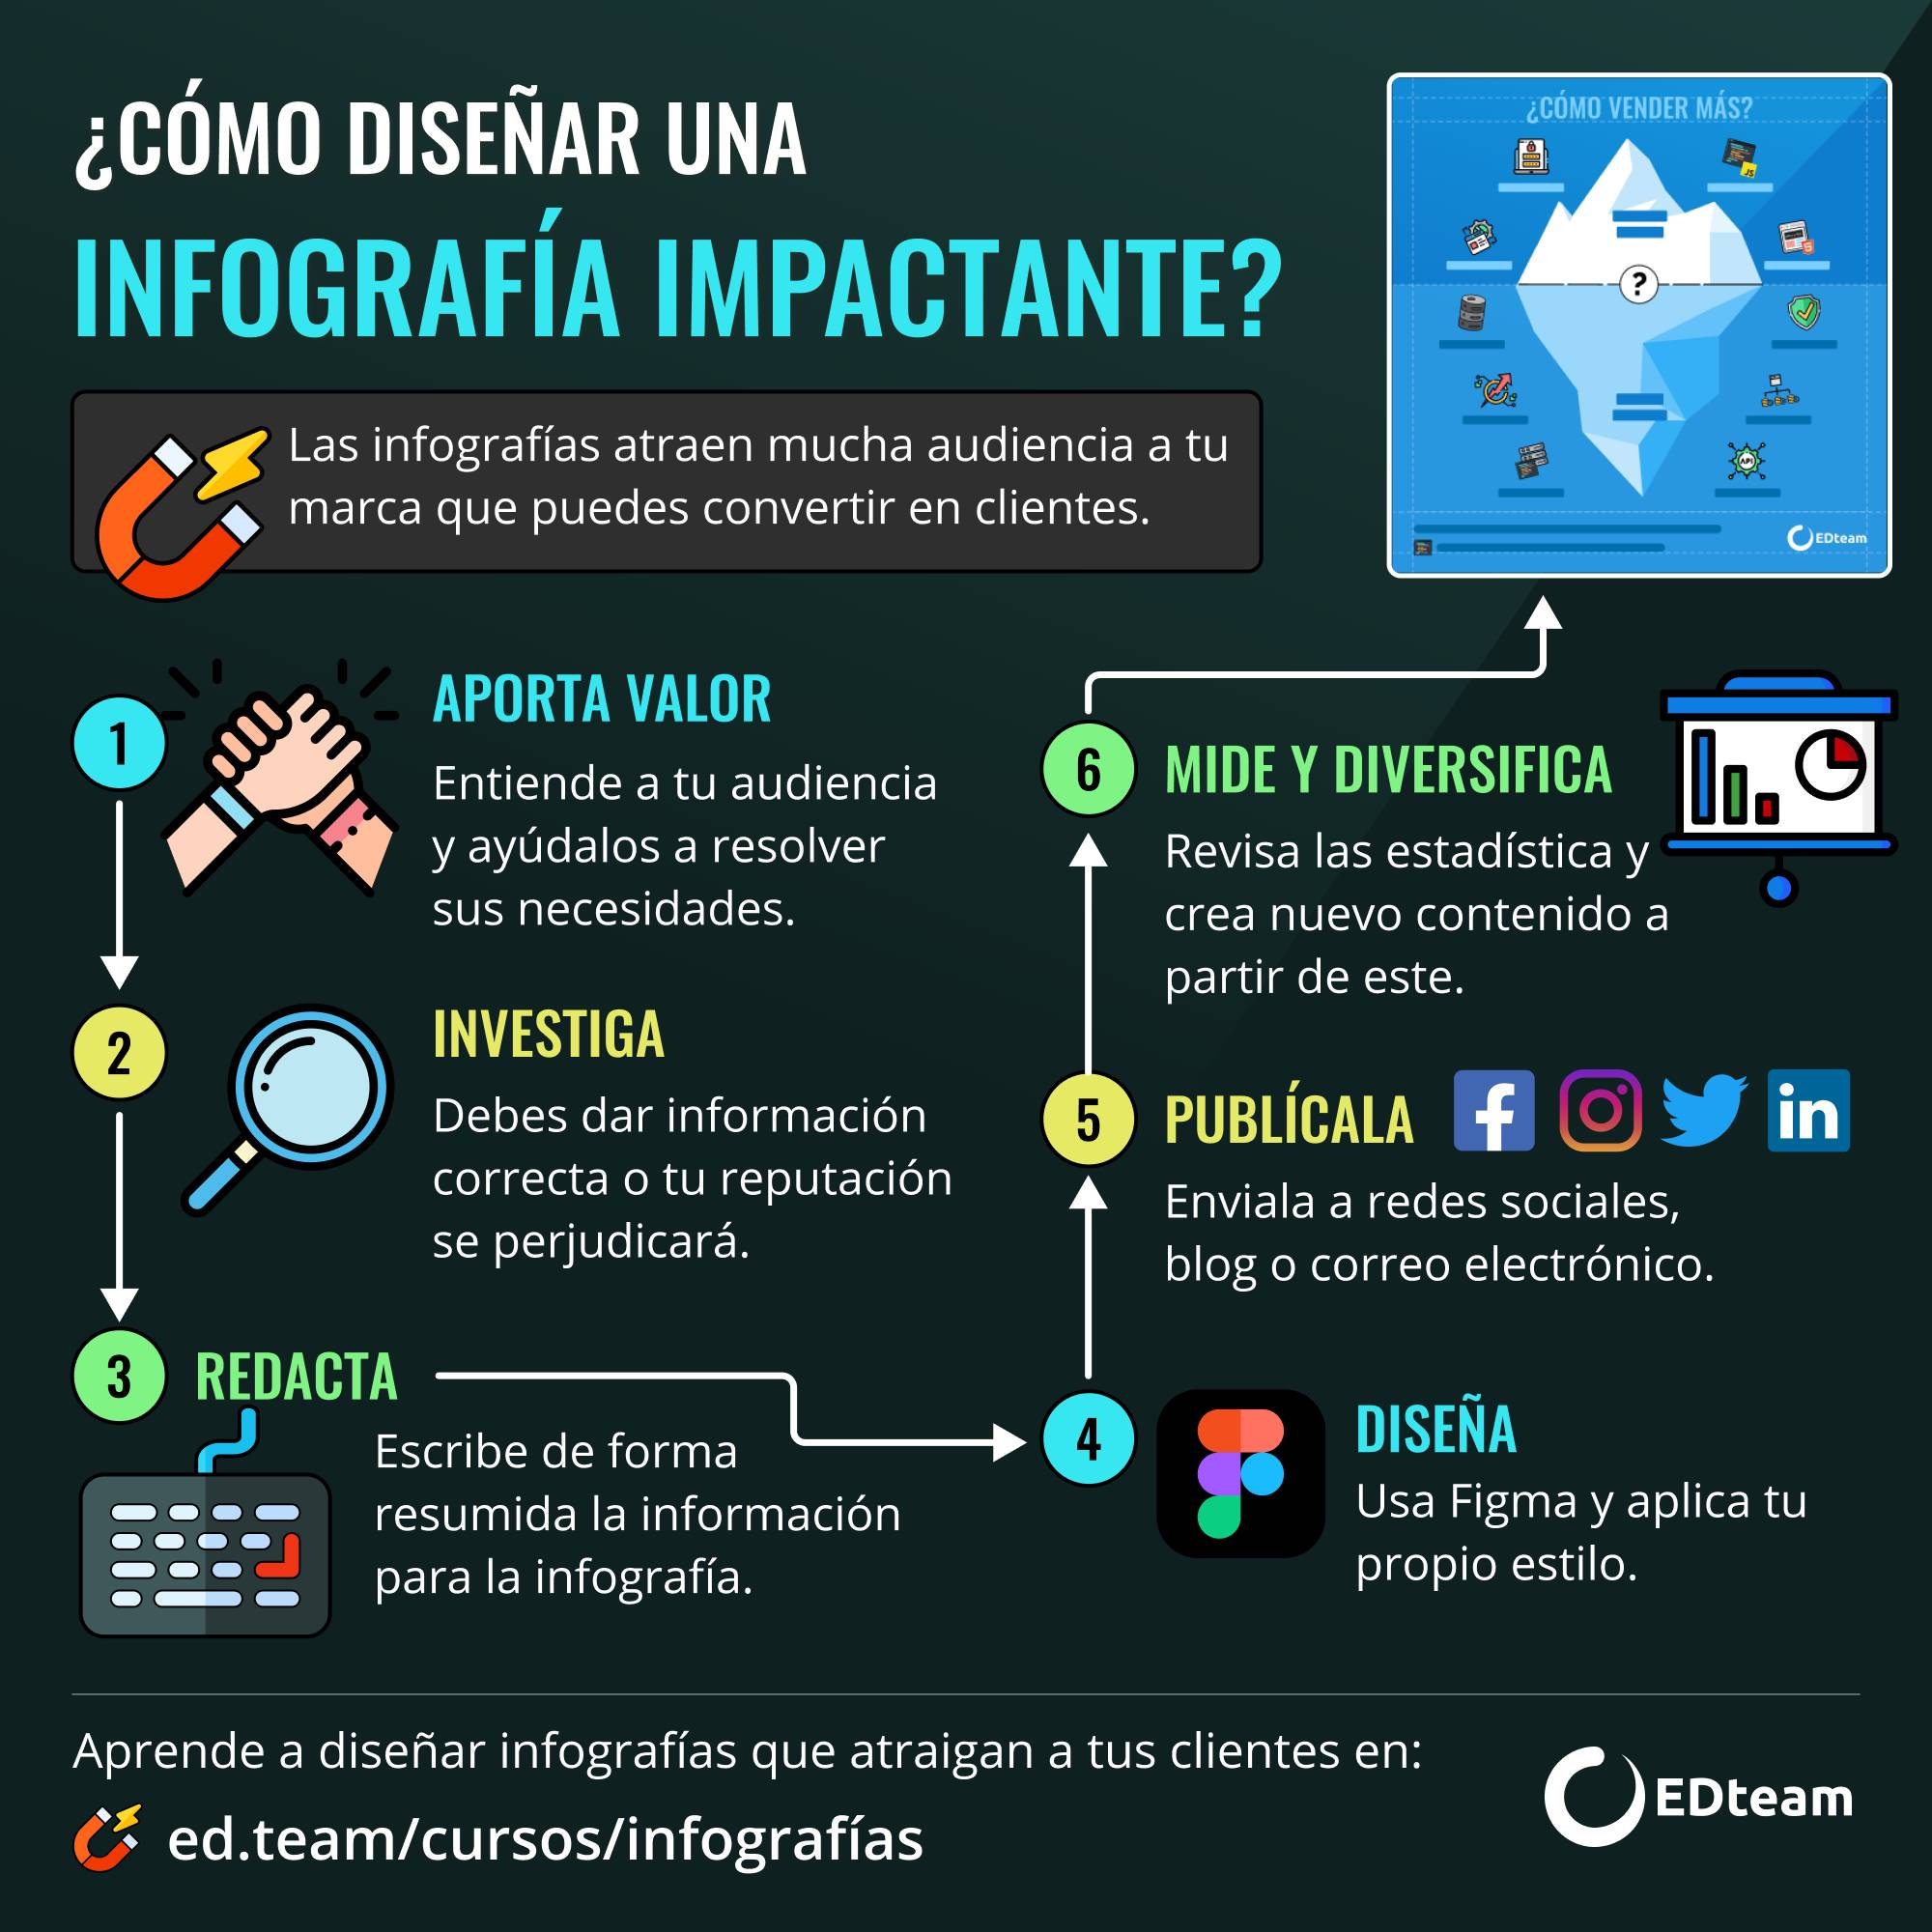 ¿CÓMO DISEÑAR UNA
INFOGRAFÍA IMPACTANTE?
Las infografías atraen mucha audiencia a tu
marca que puedes convertir en clientes.
¿CÓMO VENDER MÁS?
JS
5
?
API
EDteam
1
APORTA VALOR
Entiende a tu audiencia
y ayúdalos a resolver
sus necesidades.
2
INVESTIGA
Debes dar información
correcta o tu reputación
se perjudicará.
3
REDACTA
Escribe de forma
resumida la información
para la infografía.
4
DISEÑA
Usa Figma y aplica tu
propio estilo.
5
PUBLÍCALA
f
in
Enviala a redes sociales,
blog o correo electrónico.
6
MIDE Y DIVERSIFICA
Revisa las estadística y
crea nuevo contenido a
partir de este.
Aprende a diseñar infografías que atraigan a tus clientes en:
ed.team/cursos/infografías
EDteam